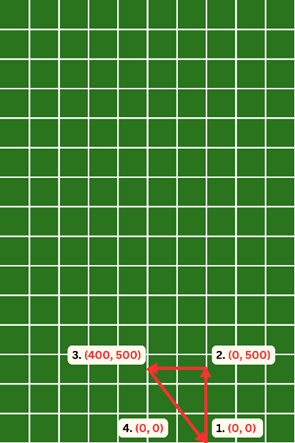 3. (400, 500)
2. (0, 500)
4. (0, 0)
1. (0, 0)